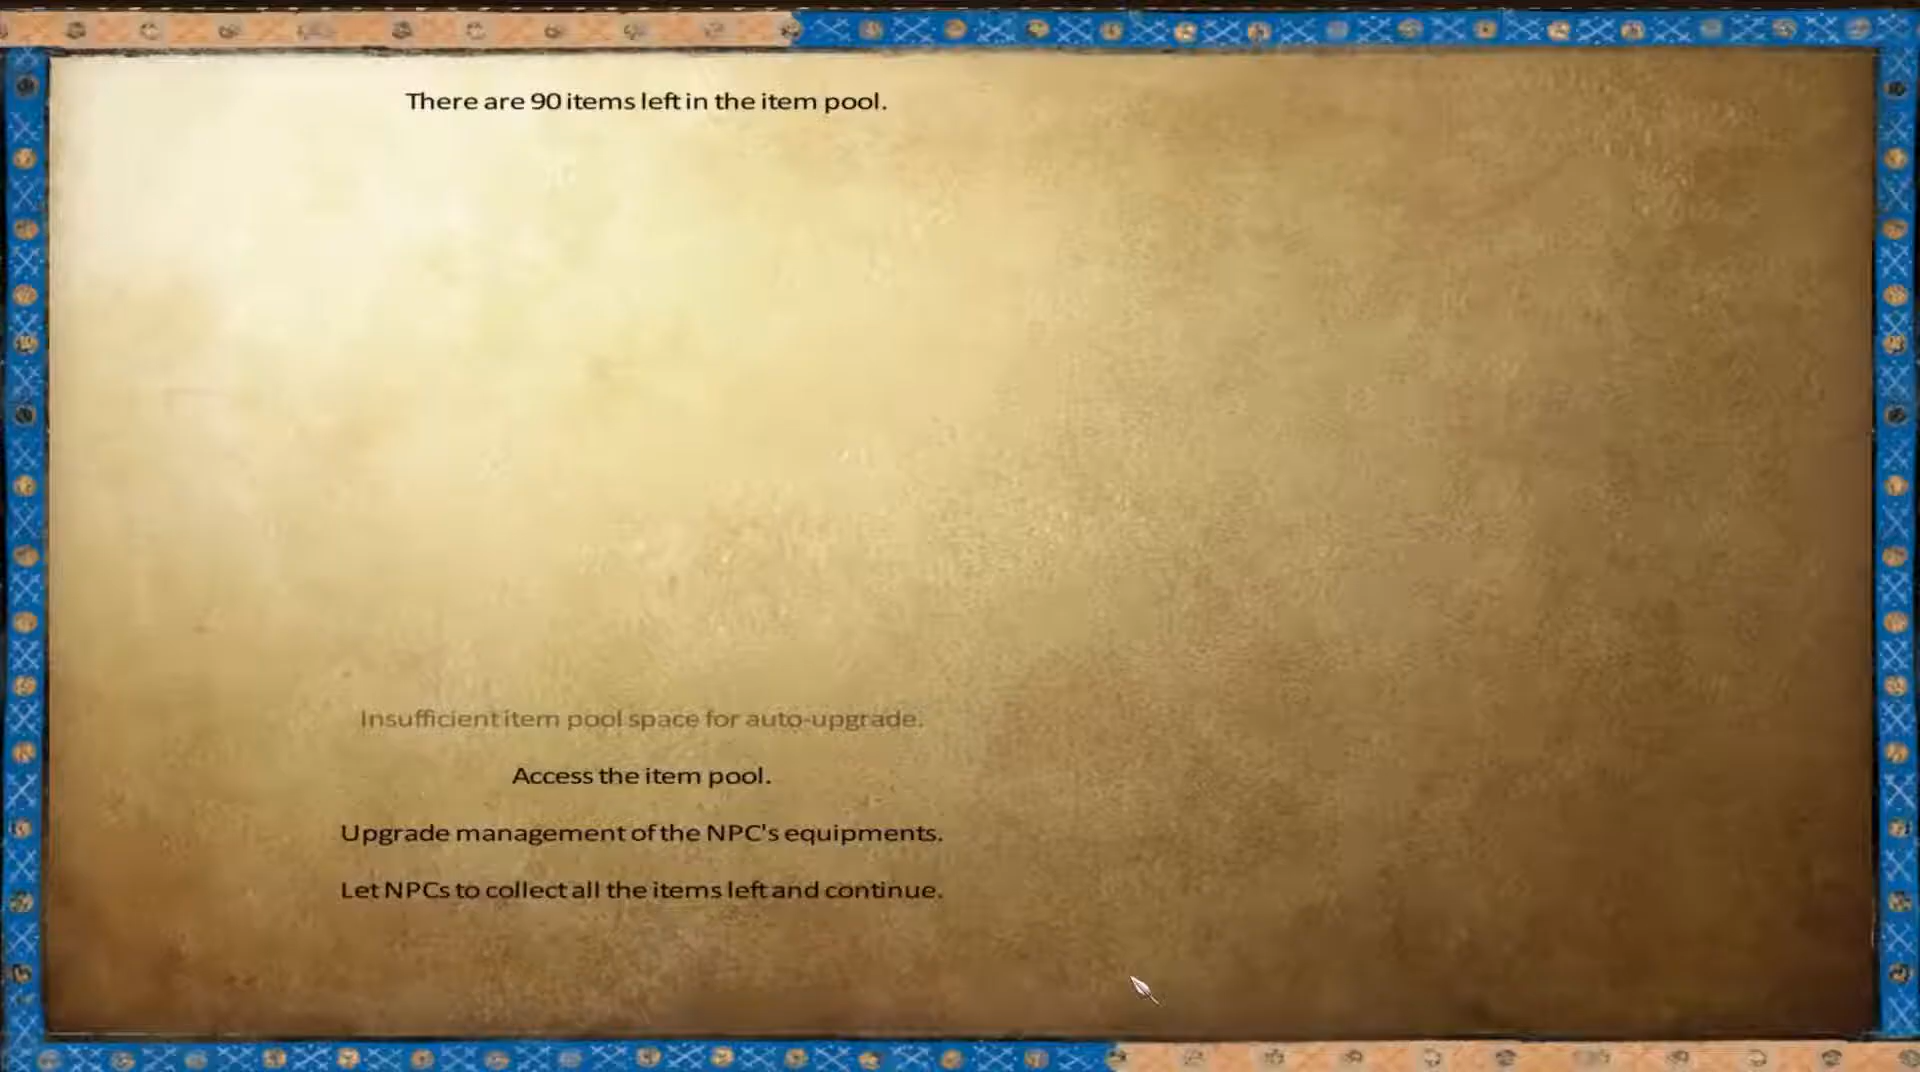 There are 90 items left in the item pool.
Insufficient item pool space for auto-upgrade.
Access the item pool.
Upgrade management of the NPC's equipments.
Let NPCs to collect all the items left and continue.